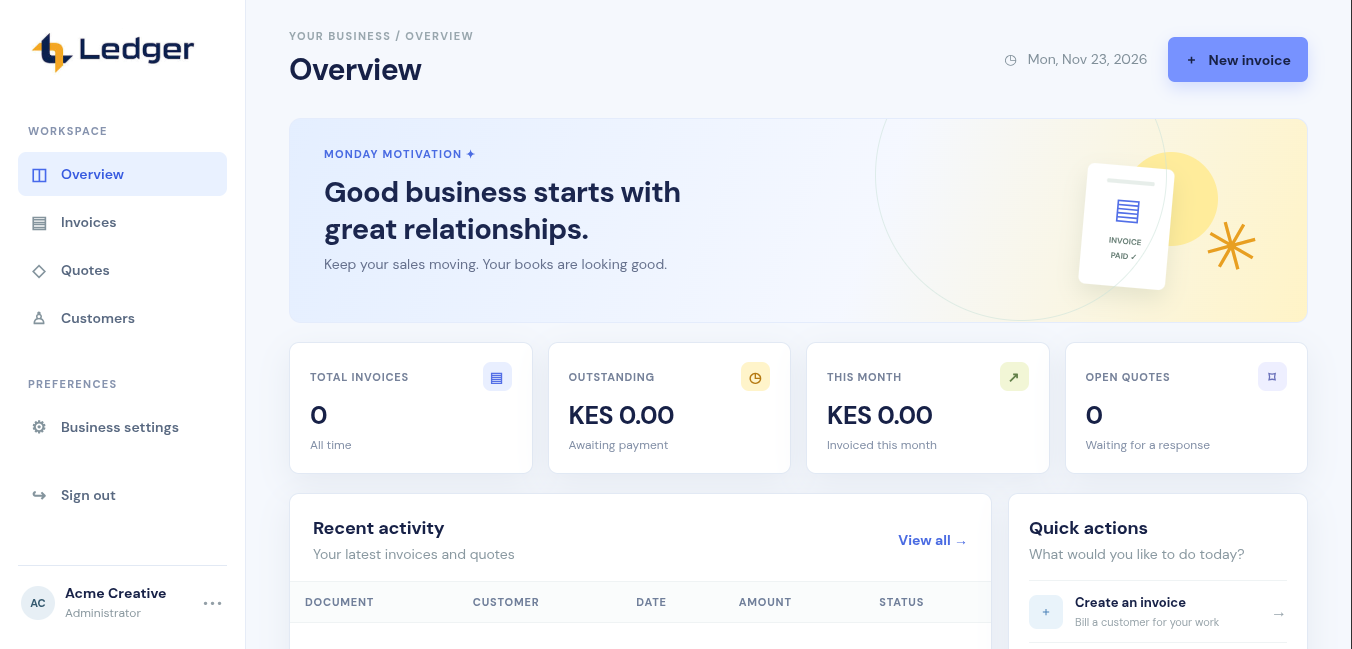 Ledger
WORKSPACE
Overview
Invoices
Quotes
Customers
PREFERENCES
Business settings
Sign out
AC
Acme Creative
Administrator
YOUR BUSINESS / OVERVIEW
Overview
Mon, Nov 23, 2026
+ New invoice
MONDAY MOTIVATION ✦
Good business starts with
great relationships.
Keep your sales moving. Your books are looking good.
INVOICE
PAID ✓
TOTAL INVOICES
0
All time
OUTSTANDING
KES 0.00
Awaiting payment
THIS MONTH
KES 0.00
Invoiced this month
OPEN QUOTES
0
Waiting for a response
Recent activity
Your latest invoices and quotes
View all →
DOCUMENT CUSTOMER DATE AMOUNT STATUS
Quick actions
What would you like to do today?
+ Create an invoice →
Bill a customer for your work